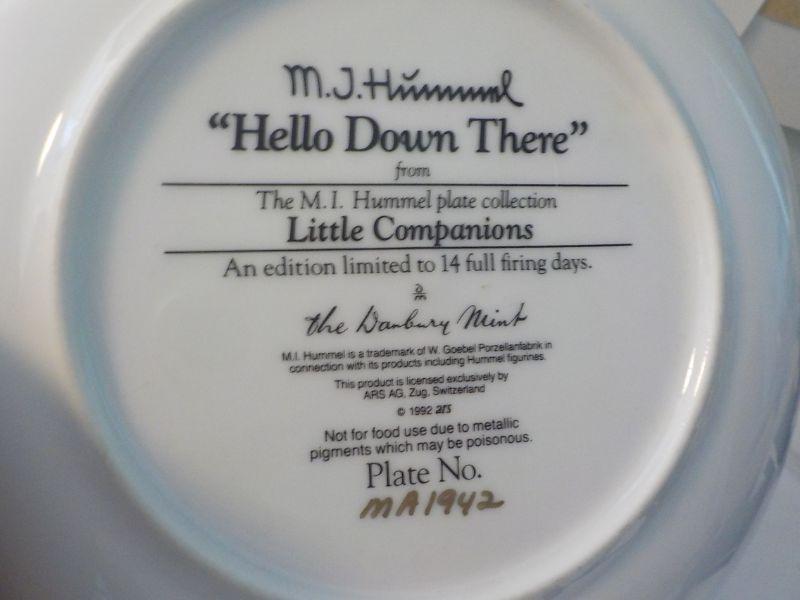 M.J.Hummel
“Hello Down There”
from
The M.I. Hummel plate collection
Little Companions
An edition limited to 14 full firing days.
the Danbury Mint
M.I. Hummel is a trademark of W. Goebel Porzellanfabrik in
connection with its products including Hummel figurines.
This product is licensed exclusively by
ARS AG, Zug, Switzerland
© 1992 ars
Not for food use due to metallic
pigments which may be poisonous.
Plate No.
MA1942